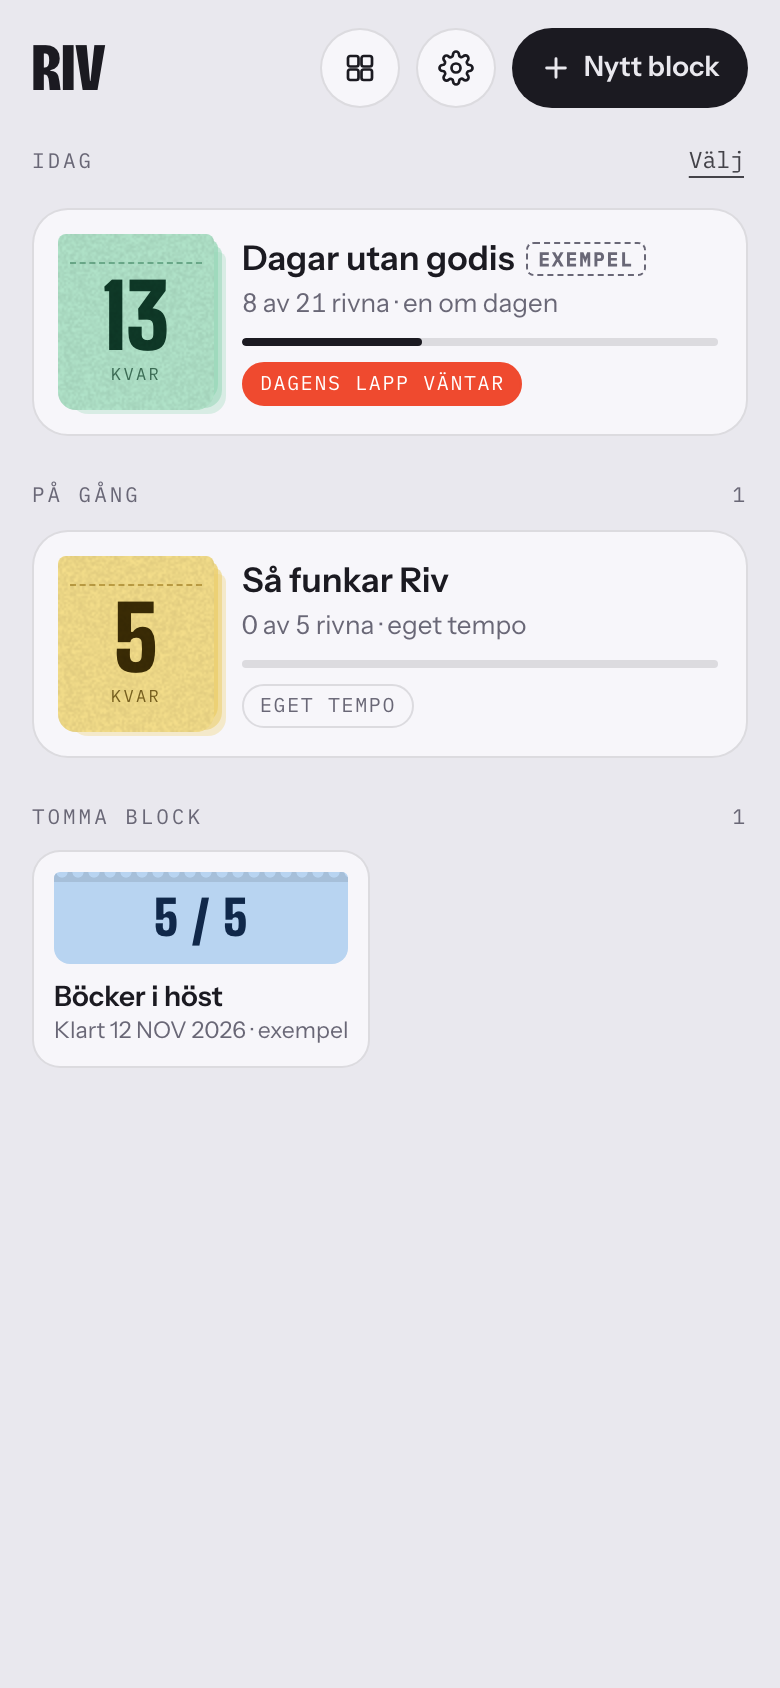 RIV
Nytt block
IDAG
Välj
13
KVAR
Dagar utan godis EXEMPEL
8 av 21 rivna · en om dagen
DAGENS LAPP VÄNTAR
PÅ GÅNG 1
5
KVAR
Så funkar Riv
0 av 5 rivna · eget tempo
EGET TEMPO
TOMMA BLOCK 1
5 / 5
Böcker i höst
Klart 12 NOV 2026 · exempel